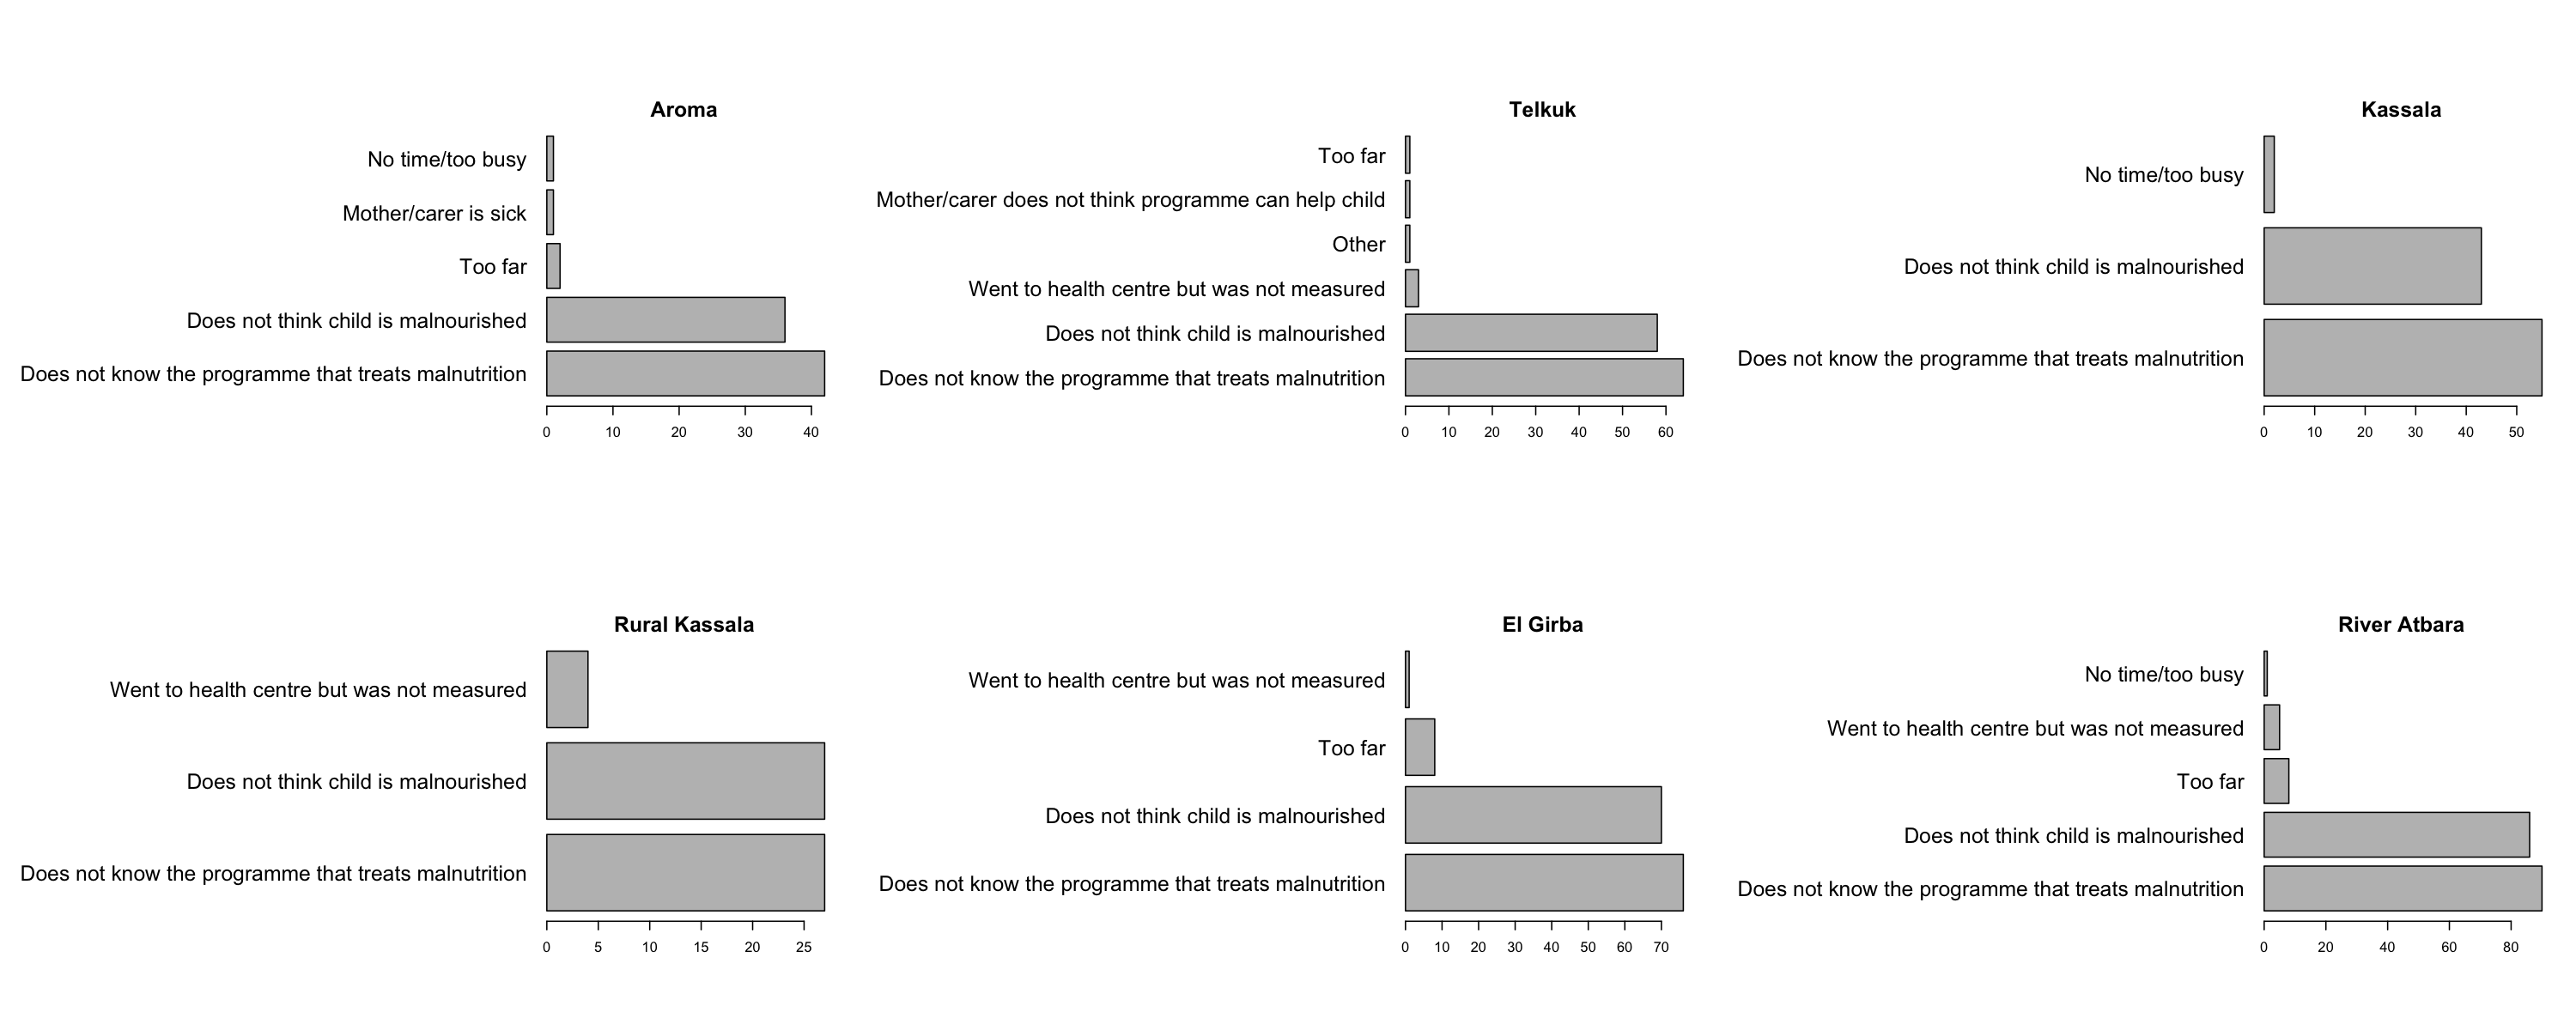 Aroma
No time/too busy
Mother/carer is sick
Too far
Does not think child is malnourished
Does not know the programme that treats malnutrition
0 10 20 30 40
Telkuk
Too far
Mother/carer does not think programme can help child
Other
Went to health centre but was not measured
Does not think child is malnourished
Does not know the programme that treats malnutrition
0 10 20 30 40 50 60
Kassala
No time/too busy
Does not think child is malnourished
Does not know the programme that treats malnutrition
0 10 20 30 40 50
Rural Kassala
Went to health centre but was not measured
Does not think child is malnourished
Does not know the programme that treats malnutrition
0 5 10 15 20 25
El Girba
Went to health centre but was not measured
Too far
Does not think child is malnourished
Does not know the programme that treats malnutrition
0 10 20 30 40 50 60 70
River Atbara
No time/too busy
Went to health centre but was not measured
Too far
Does not think child is malnourished
Does not know the programme that treats malnutrition
0 20 40 60 80